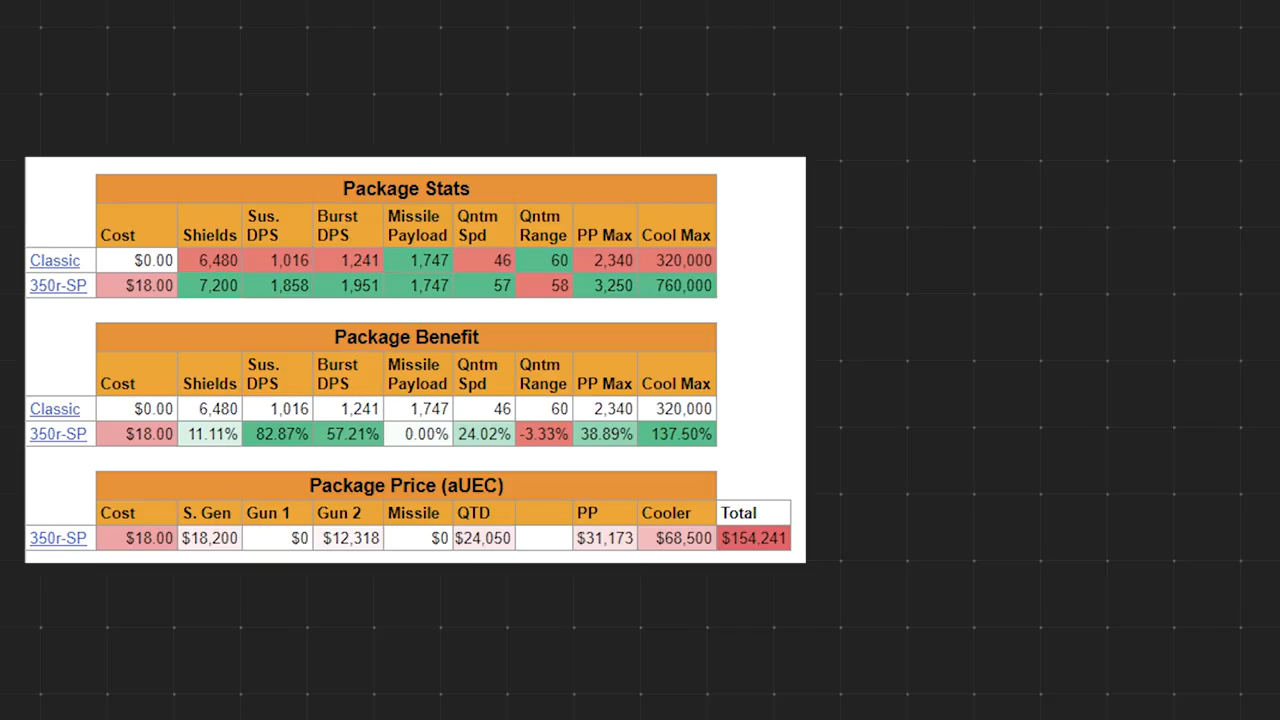 Package Stats
Cost Shields Sus. DPS Burst DPS Missile Payload Qntm Spd Qntm Range PP Max Cool Max
Classic $0.00 6,480 1,016 1,241 1,747 46 60 2,340 320,000
350r-SP $18.00 7,200 1,858 1,951 1,747 57 58 3,250 760,000
Package Benefit
Cost Shields Sus. DPS Burst DPS Missile Payload Qntm Spd Qntm Range PP Max Cool Max
Classic $0.00 6,480 1,016 1,241 1,747 46 60 2,340 320,000
350r-SP $18.00 11.11% 82.87% 57.21% 0.00% 24.02% -3.33% 38.89% 137.50%
Package Price (aUEC)
Cost S. Gen Gun 1 Gun 2 Missile QTD PP Cooler Total
350r-SP $18.00 $18,200 $0 $12,318 $0 $24,050 $31,173 $68,500 $154,241